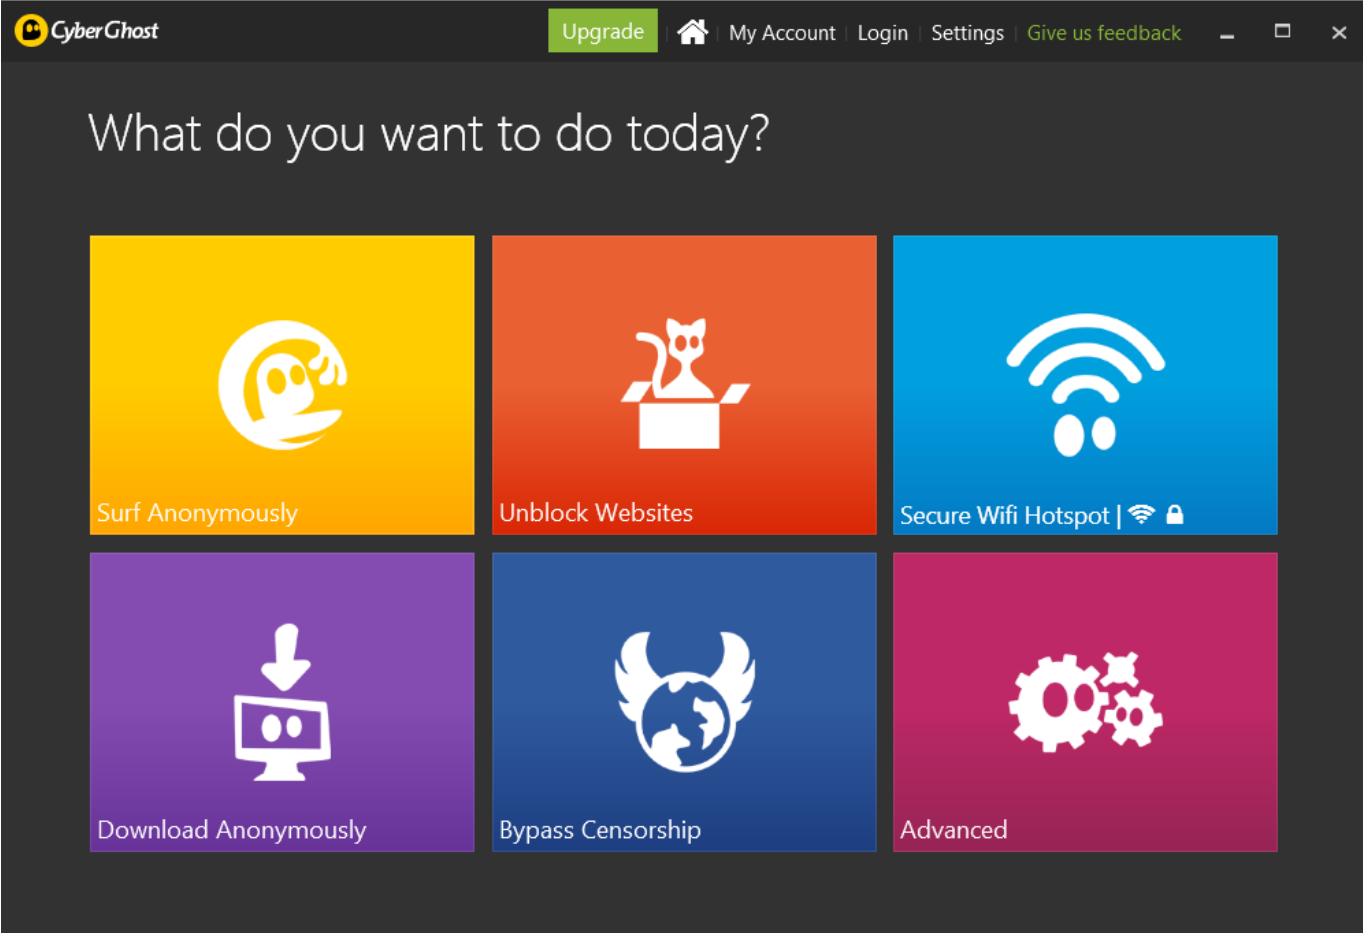 CyberGhost
Upgrade | My Account | Login | Settings | Give us feedback
What do you want to do today?
Surf Anonymously
Unblock Websites
Secure Wifi Hotspot |
Download Anonymously
Bypass Censorship
Advanced